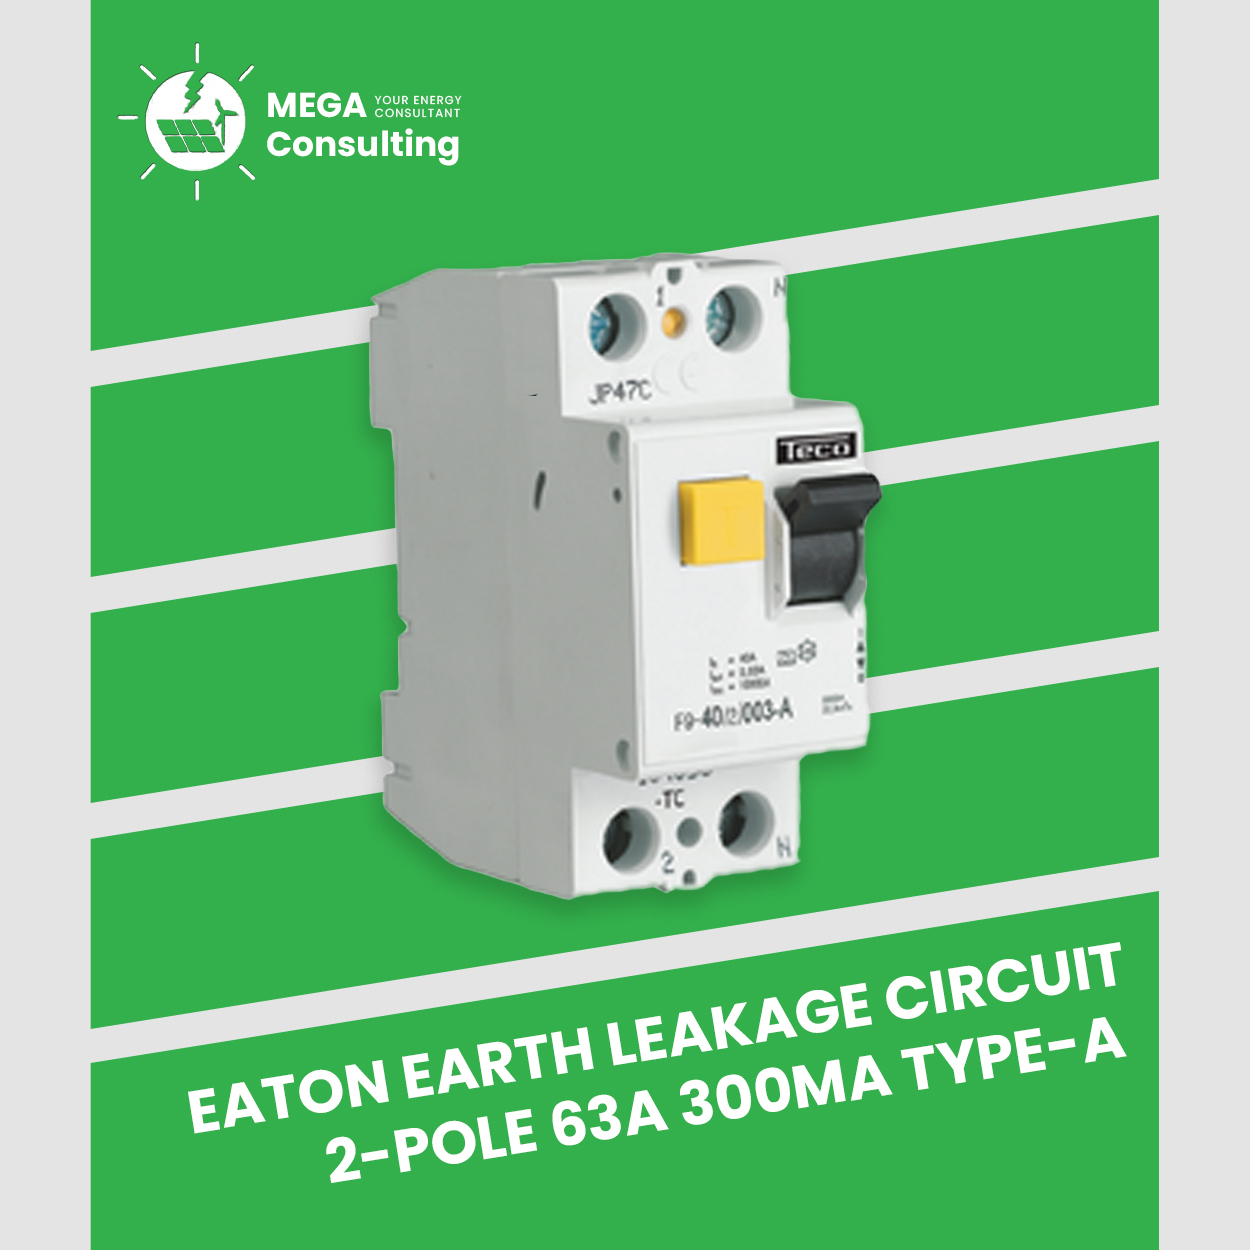 MEGA YOUR ENERGY CONSULTANT
Consulting
1 N
JP47C
Teco
T
F9-40/(2)/003-A
-TC
2 N
EATON EARTH LEAKAGE CIRCUIT
2-POLE 63A 300MA TYPE-A